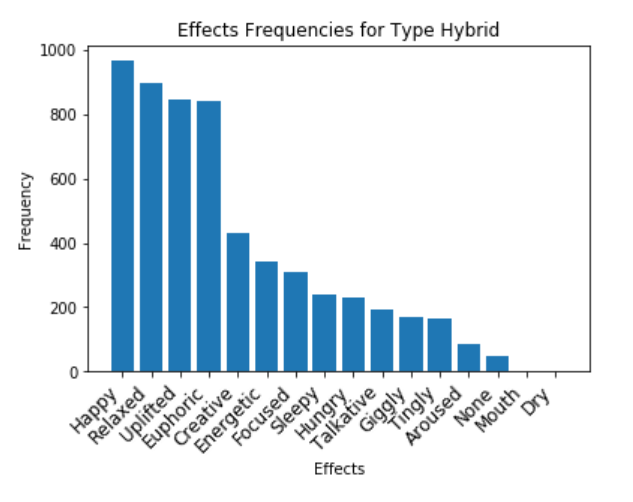 Effects Frequencies for Type Hybrid
1000
800
600
400
200
0
Frequency
Happy
Relaxed
Uplifted
Euphoric
Creative
Energetic
Focused
Sleepy
Hungry
Talkative
Giggly
Tingly
Aroused
None
Mouth
Dry
Effects